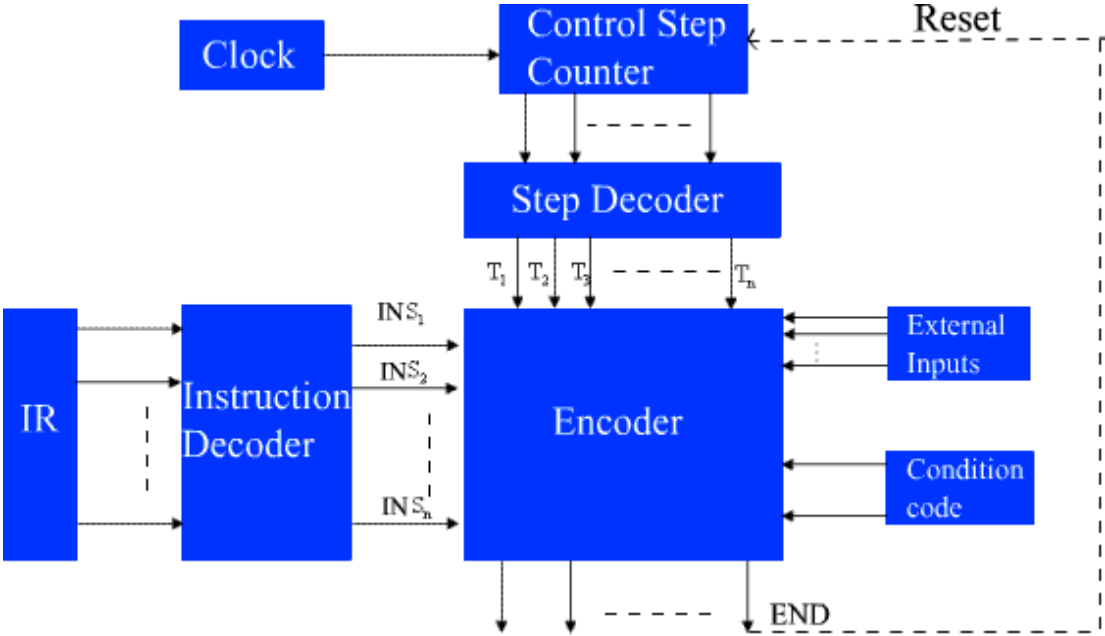 Reset
Clock
Control Step
Counter
Step Decoder
T1 T2 T3 Tn
INS1
INS2
INSn
IR
Instruction
Decoder
Encoder
External
Inputs
Condition
code
END